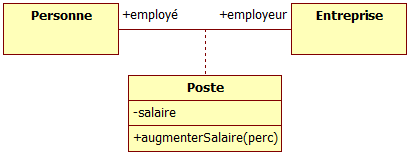 Personne
+employé
+employeur
Entreprise
Poste
-salaire
+augmenterSalaire(perc)